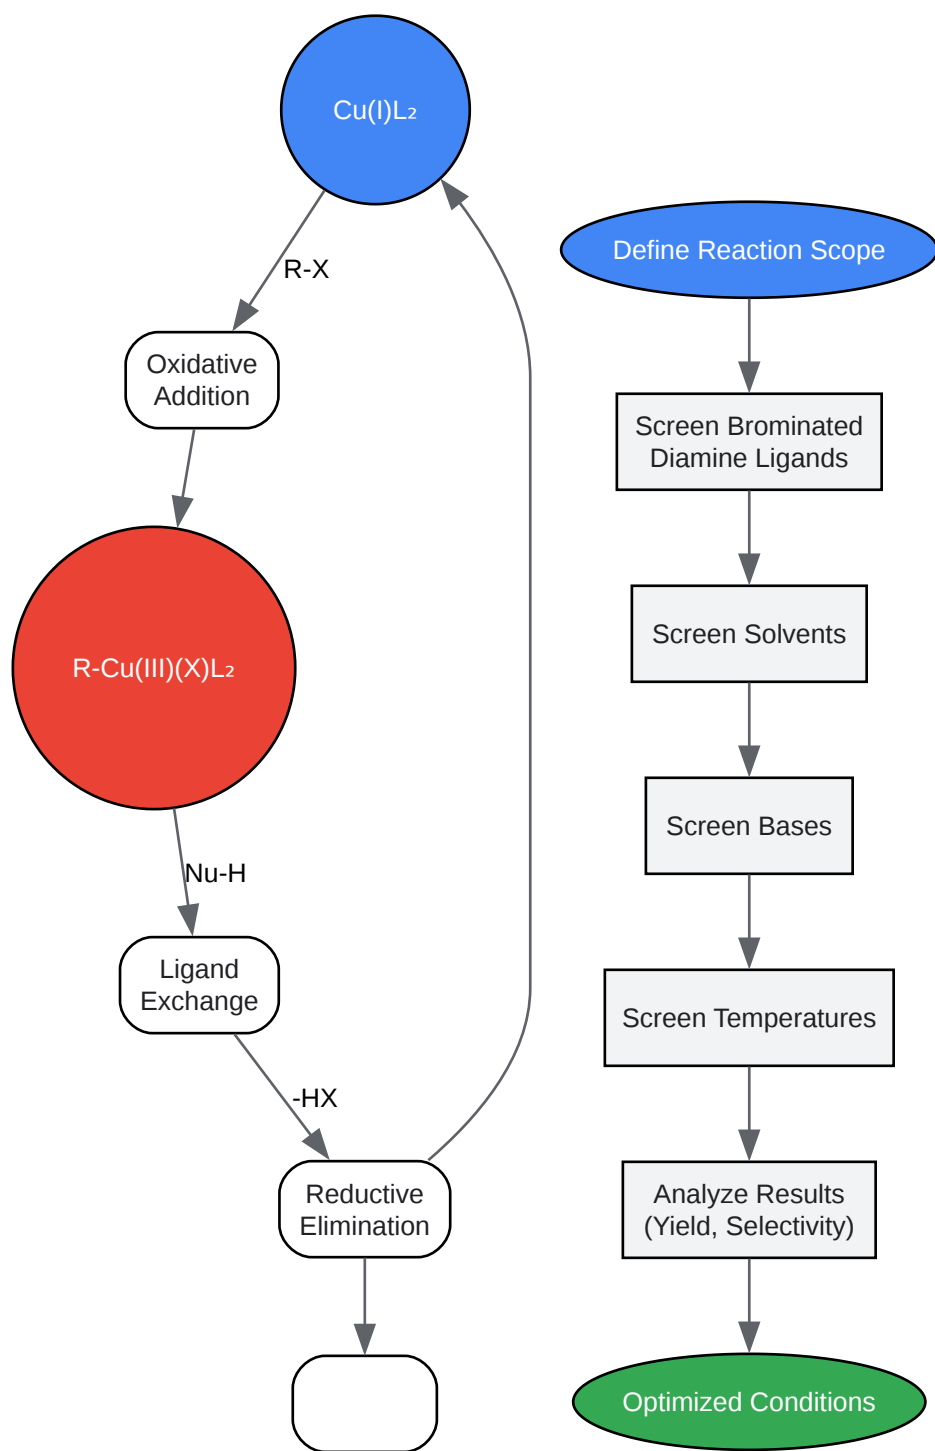 Cu(I)L₂
R-X
Oxidative
Addition
R-Cu(III)(X)L₂
Nu-H
Ligand
Exchange
-HX
Reductive
Elimination
Define Reaction Scope
Screen Brominated
Diamine Ligands
Screen Solvents
Screen Bases
Screen Temperatures
Analyze Results
(Yield, Selectivity)
Optimized Conditions